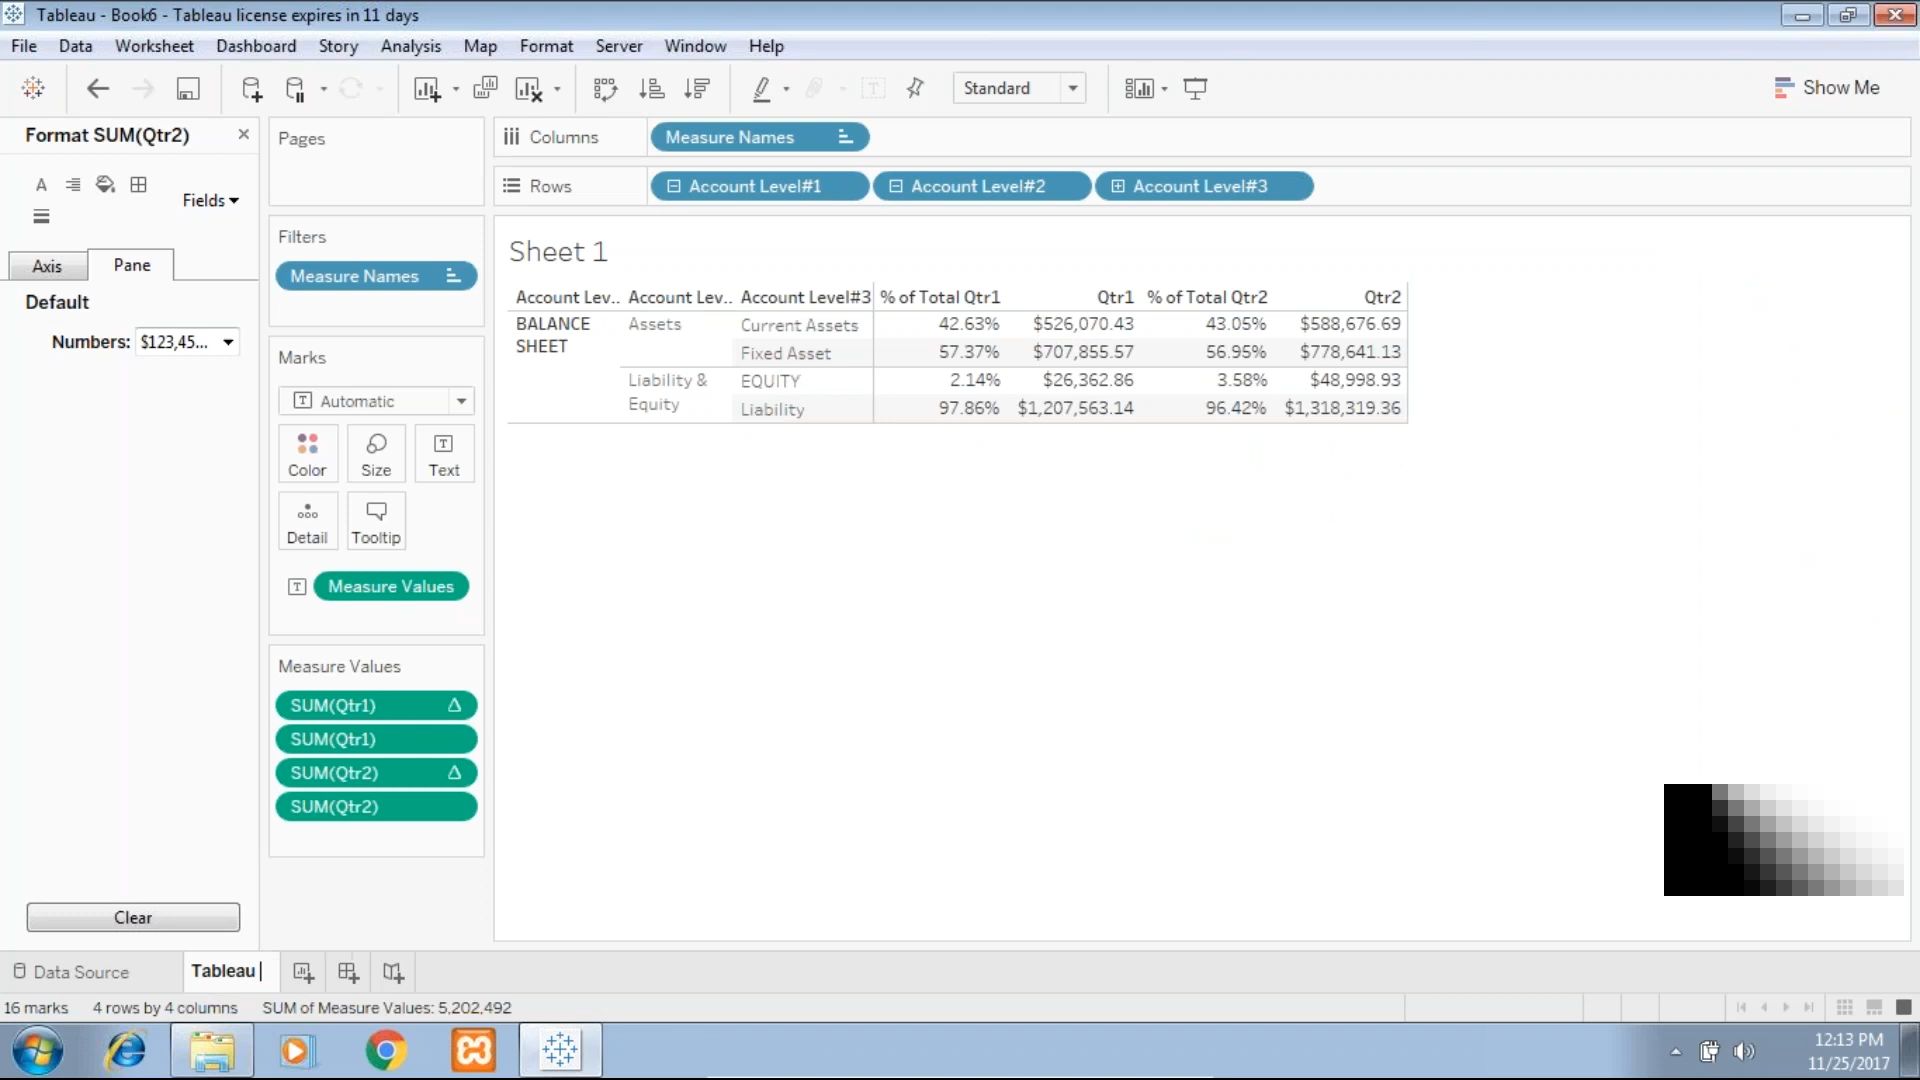 Tableau - Book6 - Tableau license expires in 11 days
File Data Worksheet Dashboard Story Analysis Map Format Server Window Help
Standard
Show Me
Format SUM(Qtr2)
Fields
Axis Pane
Default
Numbers: $123,45...
Clear
Pages
Filters
Measure Names
Marks
Automatic
Color Size Text
Detail Tooltip
Measure Values
Measure Values
SUM(Qtr1)
SUM(Qtr1)
SUM(Qtr2)
SUM(Qtr2)
Columns Measure Names
Rows Account Level#1 Account Level#2 Account Level#3
Sheet 1
Account Lev.. Account Lev.. Account Level#3 % of Total Qtr1 Qtr1 % of Total Qtr2 Qtr2
BALANCE SHEET Assets Current Assets 42.63% $526,070.43 43.05% $588,676.69
Fixed Asset 57.37% $707,855.57 56.95% $778,641.13
Liability & Equity EQUITY 2.14% $26,362.86 3.58% $48,998.93
Liability 97.86% $1,207,563.14 96.42% $1,318,319.36
Data Source Tableau
16 marks 4 rows by 4 columns SUM of Measure Values: 5,202,492
12:13 PM
11/25/2017